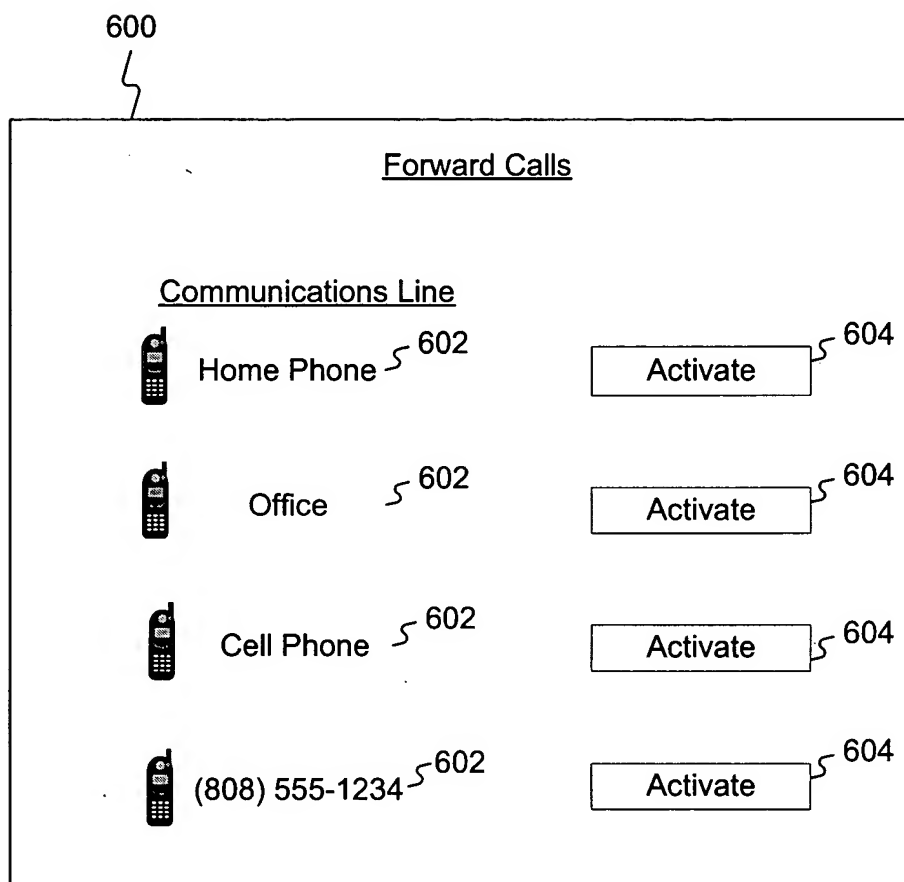 600
Forward Calls
Communications Line
Home Phone 602 Activate 604
Office 602 Activate 604
Cell Phone 602 Activate 604
(808) 555-1234 602 Activate 604